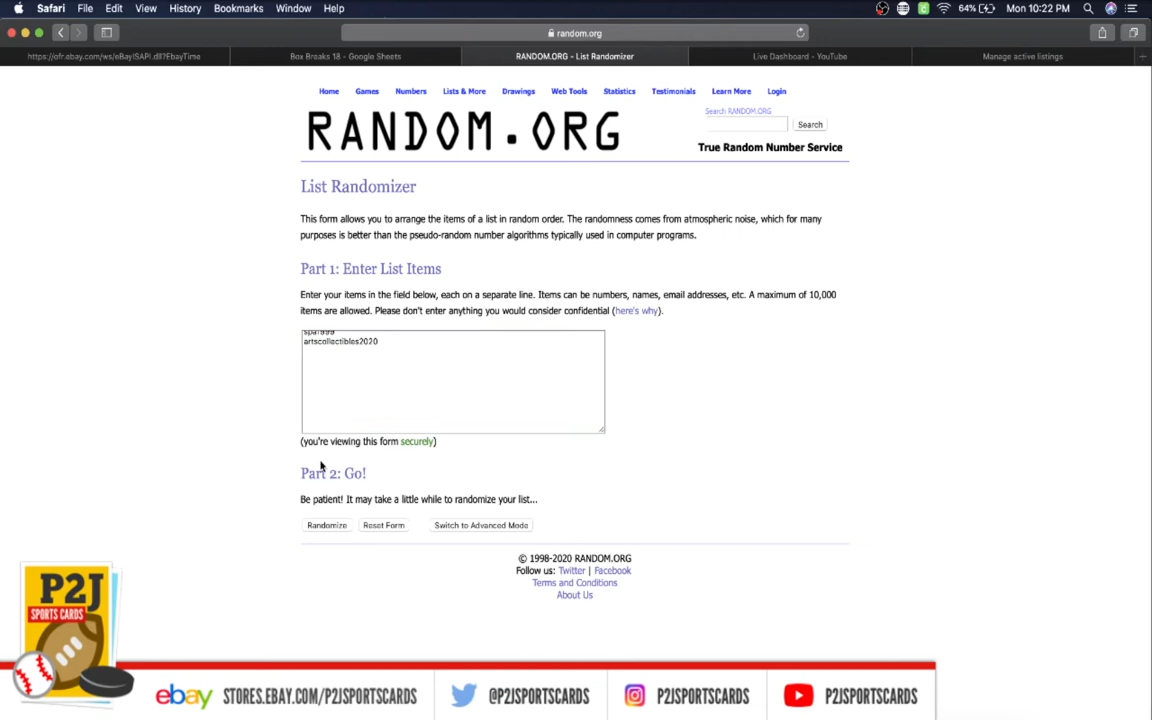 Safari File Edit View History Bookmarks Window Help 64% Mon 10:22 PM
random.org
https://ofr.ebay.com/ws/eBayISAPI.dll?EbayTime Box Breaks 18 - Google Sheets RANDOM.ORG - List Randomizer Live Dashboard - YouTube Manage active listings
Home Games Numbers Lists & More Drawings Web Tools Statistics Testimonials Learn More Login
Search RANDOM.ORG
RANDOM.ORG
Search
True Random Number Service
List Randomizer
This form allows you to arrange the items of a list in random order. The randomness comes from atmospheric noise, which for many
purposes is better than the pseudo-random number algorithms typically used in computer programs.
Part 1: Enter List Items
Enter your items in the field below, each on a separate line. Items can be numbers, names, email addresses, etc. A maximum of 10,000
items are allowed. Please don't enter anything you would consider confidential (here's why).
artscollectibles2020
(you're viewing this form securely)
Part 2: Go!
Be patient! It may take a little while to randomize your list...
Randomize Reset Form Switch to Advanced Mode
© 1998-2020 RANDOM.ORG
Follow us: Twitter | Facebook
Terms and Conditions
About Us
P2J
SPORTS CARDS
ebay STORES.EBAY.COM/P2JSPORTSCARDS @P2JSPORTSCARDS P2JSPORTSCARDS P2JSPORTSCARDS